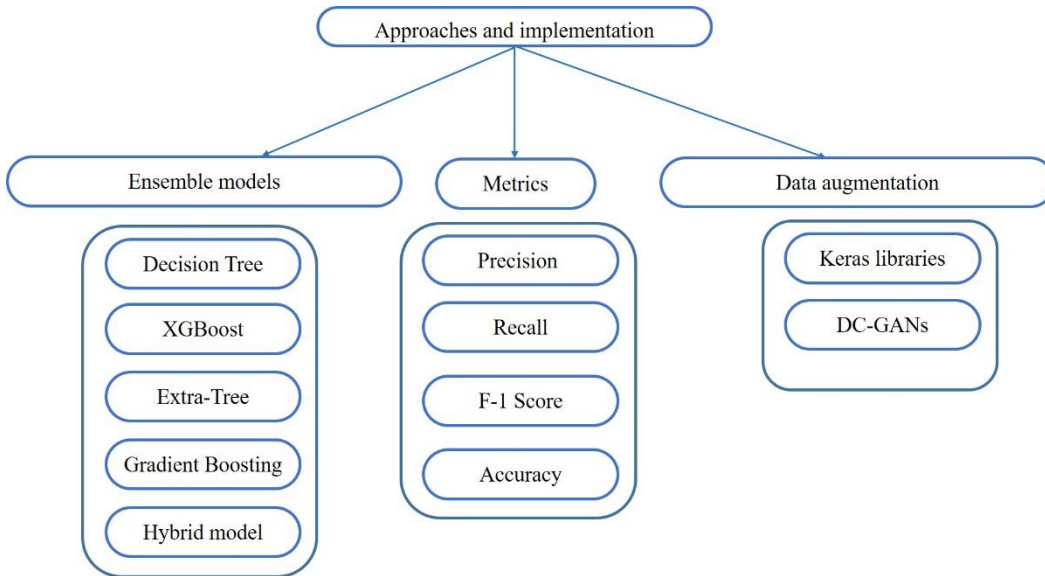 Approaches and implementation
Ensemble models
Metrics
Data augmentation
Decision Tree
XGBoost
Extra-Tree
Gradient Boosting
Hybrid model
Precision
Recall
F-1 Score
Accuracy
Keras libraries
DC-GANs